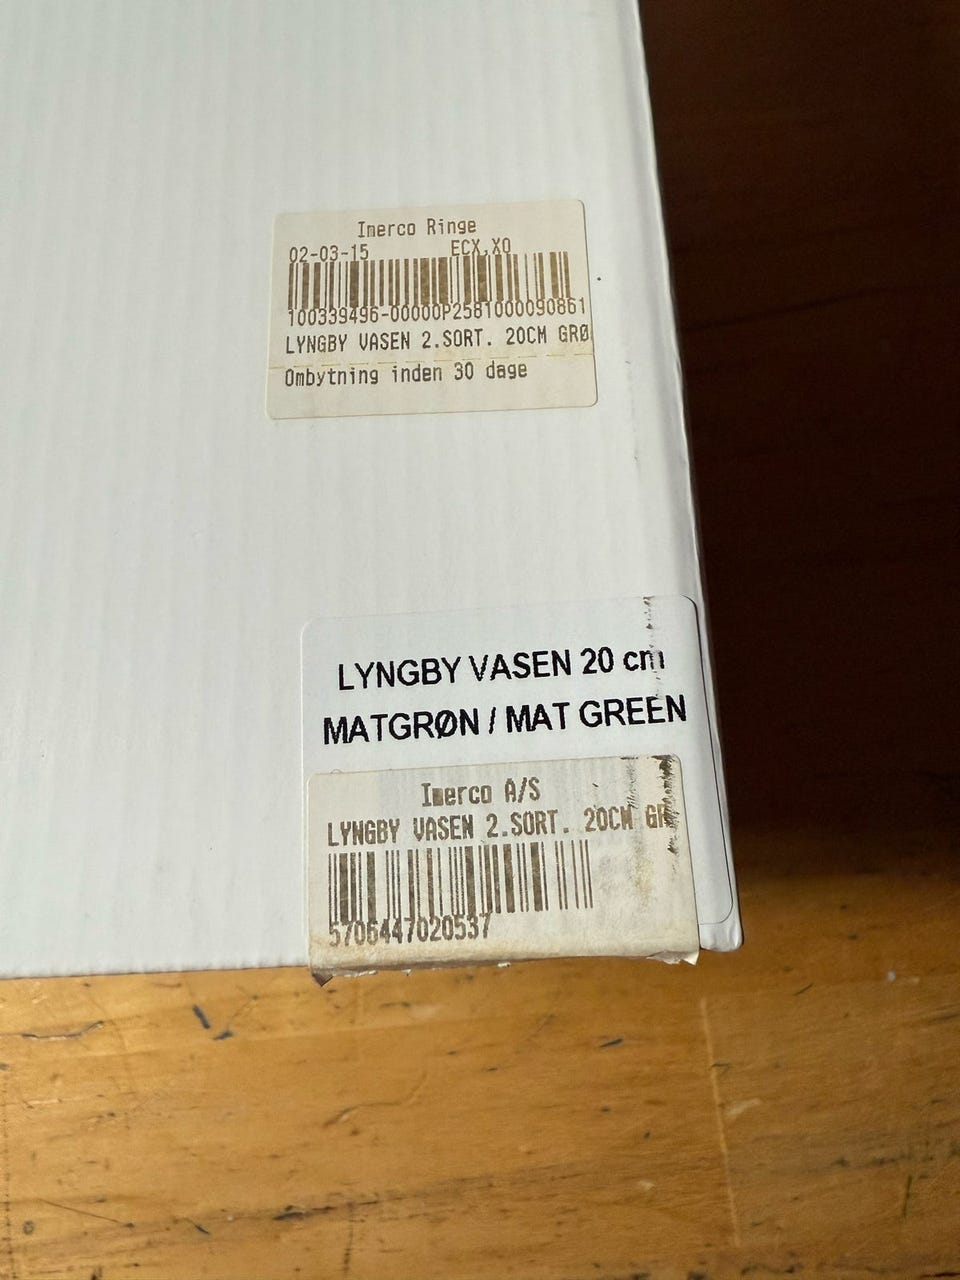 Imerco Ringe
02-03-15 ECX,XO
100339496-00000P2581000090861
LYNGBY VASEN 2.SORT. 20CM GRØ
Ombytning inden 30 dage
LYNGBY VASEN 20 cm
MATGRØN / MAT GREEN
Imerco A/S
LYNGBY VASEN 2.SORT. 20CM GR
5706447020537